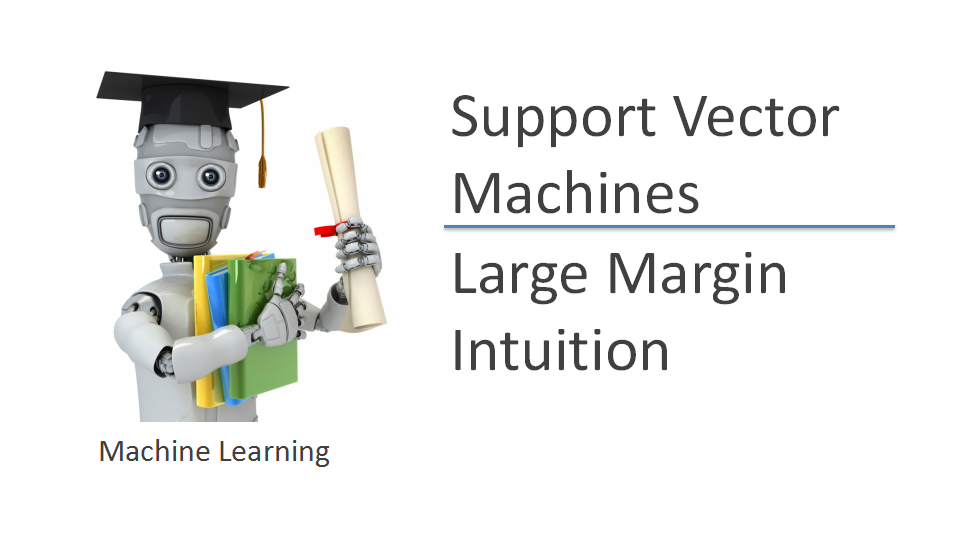 Support Vector
Machines
Large Margin
Intuition
Machine Learning